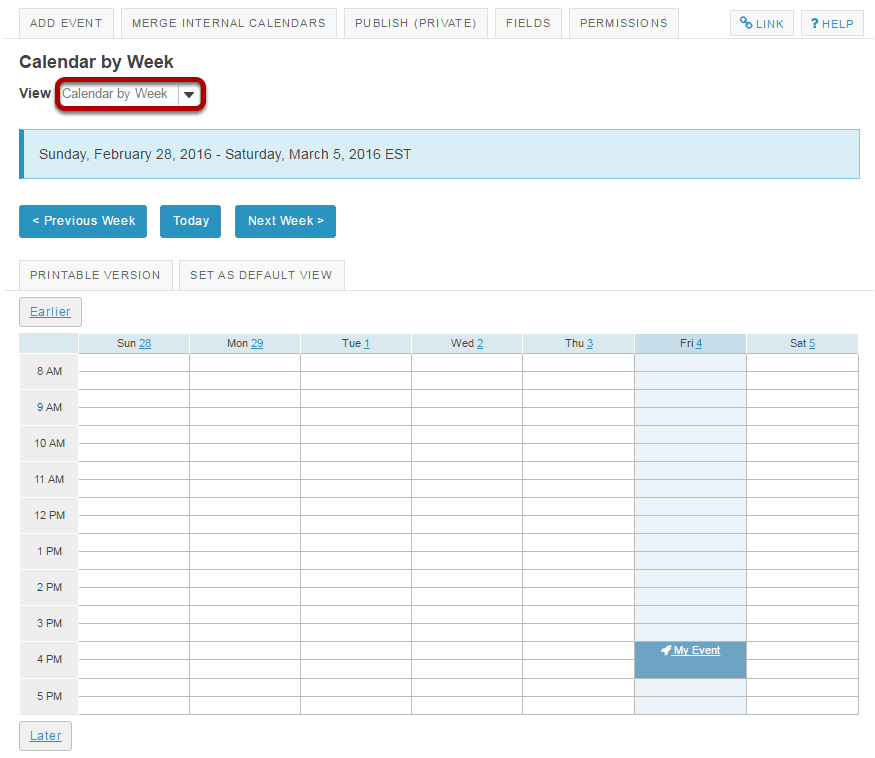 ADD EVENT MERGE INTERNAL CALENDARS PUBLISH (PRIVATE) FIELDS PERMISSIONS LINK ? HELP
Calendar by Week
View Calendar by Week
Sunday, February 28, 2016 - Saturday, March 5, 2016 EST
< Previous Week Today Next Week >
PRINTABLE VERSION SET AS DEFAULT VIEW
Earlier
Sun 28 Mon 29 Tue 1 Wed 2 Thu 3 Fri 4 Sat 5
8 AM
9 AM
10 AM
11 AM
12 PM
1 PM
2 PM
3 PM
4 PM My Event
5 PM
Later